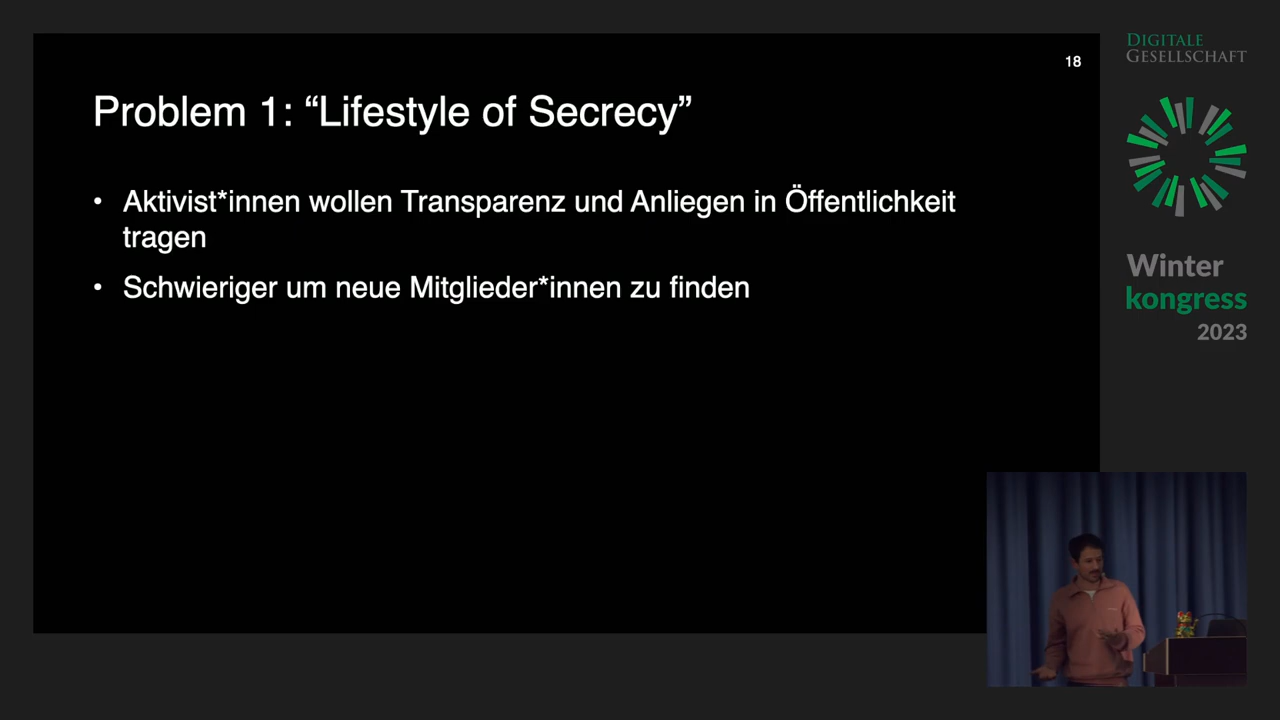 18
Problem 1: “Lifestyle of Secrecy”
• Aktivist*innen wollen Transparenz und Anliegen in Öffentlichkeit
tragen
• Schwieriger um neue Mitglieder*innen zu finden
DIGITALE
GESELLSCHAFT
Winter
kongress
2023